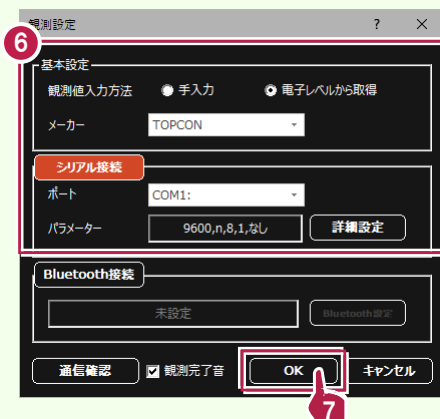 観測設定 ? ×
6
基本設定
観測値入力方法 手入力 電子レベルから取得
メーカー TOPCON
シリアル接続
ポート COM1:
パラメーター 9600,n,8,1,なし 詳細設定
Bluetooth接続
未設定 Bluetooth設定
通信確認 観測完了音 OK キャンセル
7